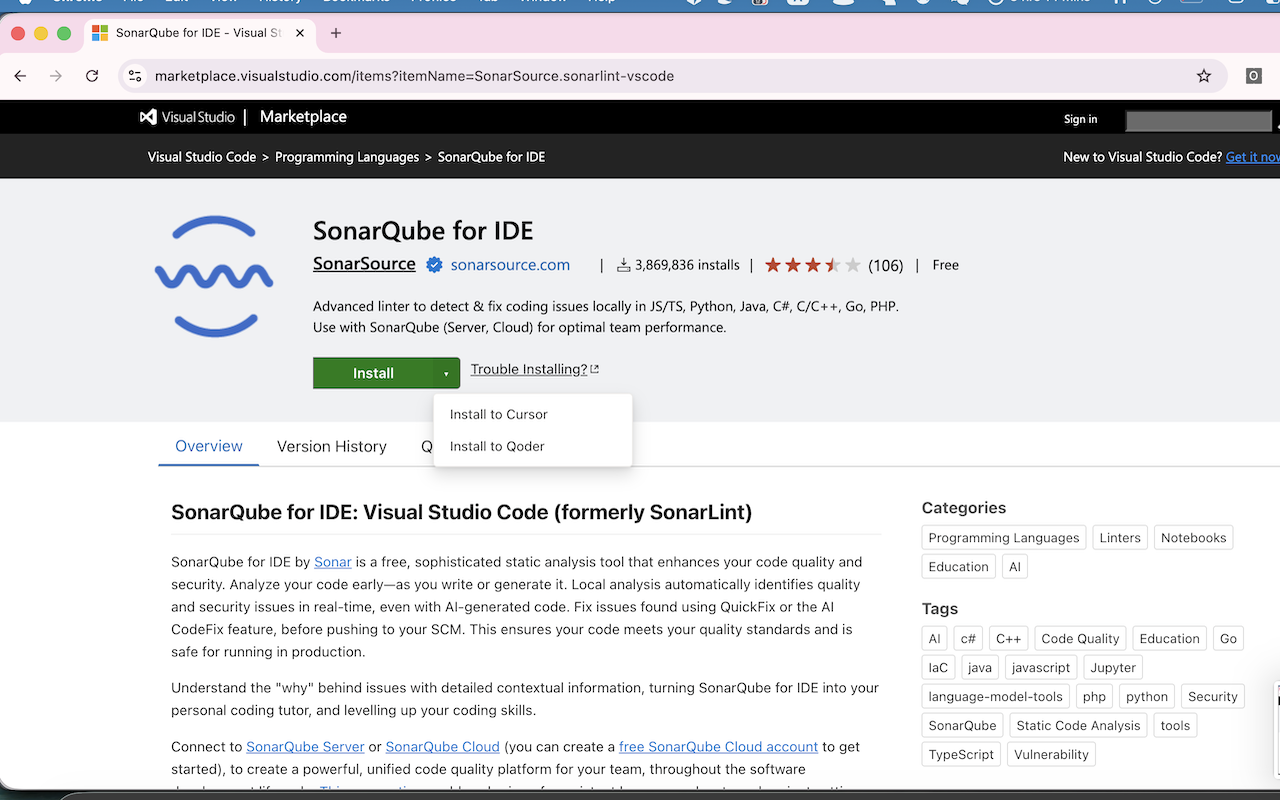 SonarQube for IDE - Visual St
marketplace.visualstudio.com/items?itemName=SonarSource.sonarlint-vscode
O
Visual Studio | Marketplace
Sign in
Visual Studio Code > Programming Languages > SonarQube for IDE
New to Visual Studio Code? Get it now
SonarQube for IDE
SonarSource sonarsource.com | 3,869,836 installs | (106) | Free
Advanced linter to detect & fix coding issues locally in JS/TS, Python, Java, C#, C/C++, Go, PHP.
Use with SonarQube (Server, Cloud) for optimal team performance.
Install
Trouble Installing?
Install to Cursor
Install to Qoder
Overview
Version History
Q
SonarQube for IDE: Visual Studio Code (formerly SonarLint)
SonarQube for IDE by Sonar is a free, sophisticated static analysis tool that enhances your code quality and
security. Analyze your code early—as you write or generate it. Local analysis automatically identifies quality
and security issues in real-time, even with AI-generated code. Fix issues found using QuickFix or the AI
CodeFix feature, before pushing to your SCM. This ensures your code meets your quality standards and is
safe for running in production.
Understand the "why" behind issues with detailed contextual information, turning SonarQube for IDE into your
personal coding tutor, and levelling up your coding skills.
Connect to SonarQube Server or SonarQube Cloud (you can create a free SonarQube Cloud account to get
started), to create a powerful, unified code quality platform for your team, throughout the software
Categories
Programming Languages Linters Notebooks
Education AI
Tags
AI c# C++ Code Quality Education Go
IaC java javascript Jupyter
language-model-tools php python Security
SonarQube Static Code Analysis tools
TypeScript Vulnerability